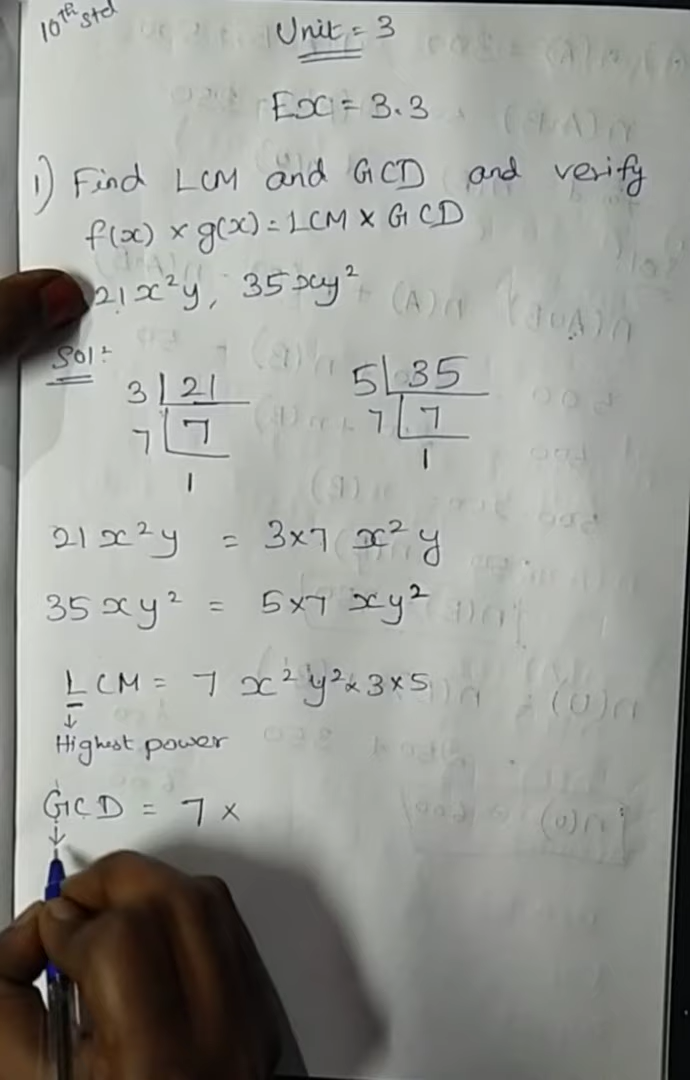 10th std
Unit = 3
Ex = 3.3
1) Find LCM and GCD and verify
f(x) × g(x) = LCM × GCD
21x²y, 35xy²
Sol:
3 | 21
7 | 7
1
5 | 35
7 | 7
1
21x²y = 3×7 x²y
35xy² = 5×7 xy²
LCM = 7 x²y² × 3×5
↓
Highest power
GCD = 7 ×
↓